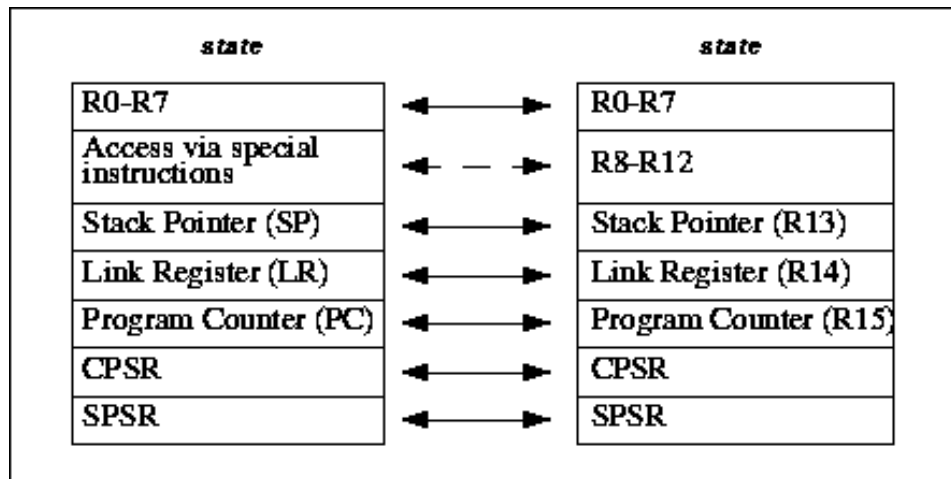 state
state
R0-R7
R0-R7
Access via special
instructions
R8-R12
Stack Pointer (SP)
Stack Pointer (R13)
Link Register (LR)
Link Register (R14)
Program Counter (PC)
Program Counter (R15)
CPSR
CPSR
SPSR
SPSR